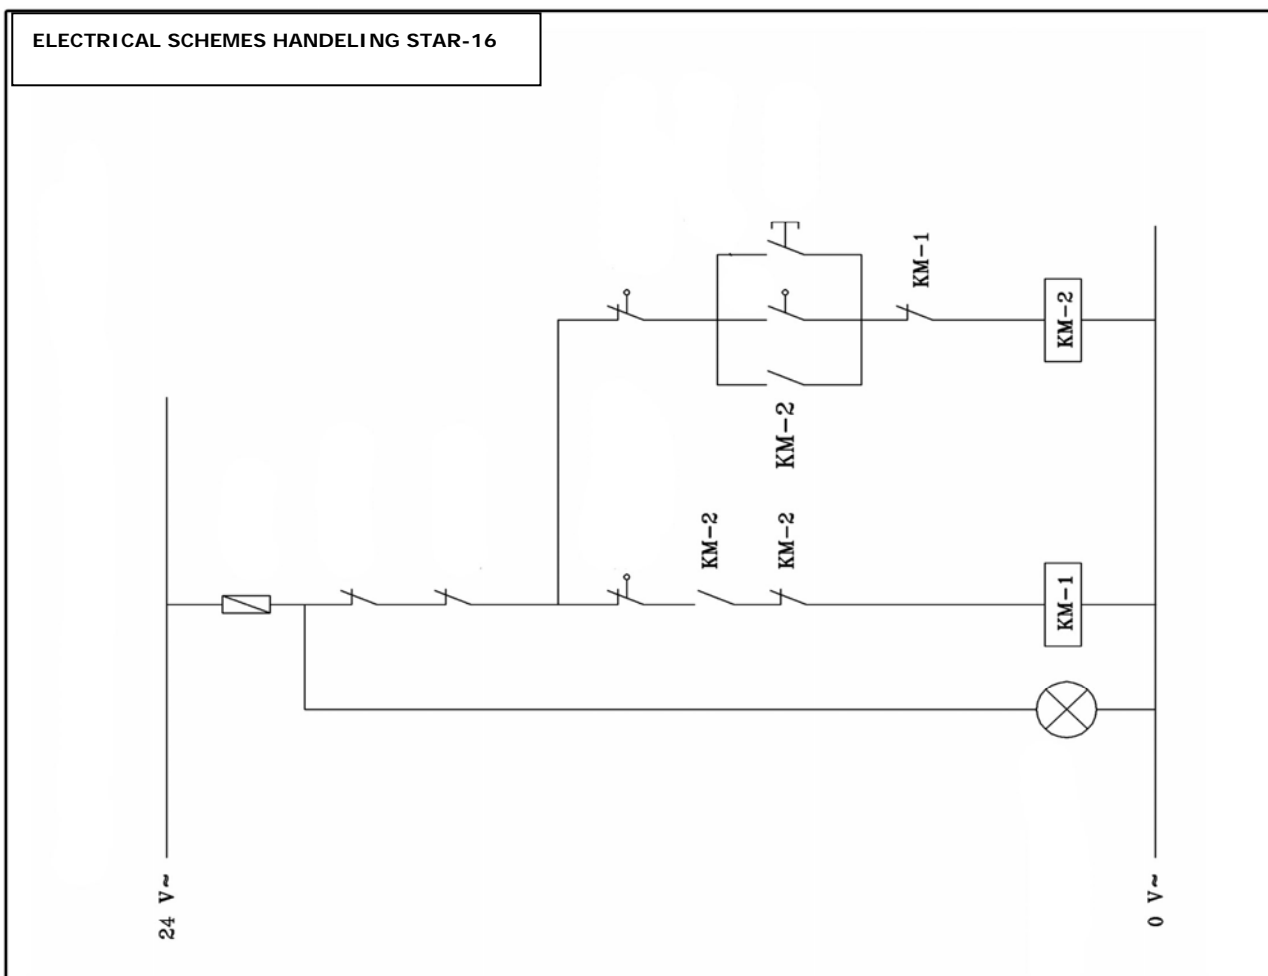 ELECTRICAL SCHEMES HANDELING STAR-16
KM-1
KM-2
KM-2
KM-2
KM-2
KM-1
24 V~
0 V~